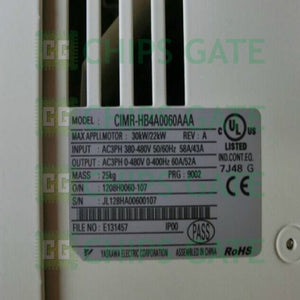 CHIPS GATE
MODEL : CIMR-HB4A0060AAA
MAX APPLI.MOTOR : 30kW/22kW REV : A
INPUT : AC3PH 380-480V 50/60Hz 58A/43A
OUTPUT : AC3PH 0-480V 0-400Hz 60A/52A
MASS : 25kg PRG : 9002
O/N : 1208H0060-107
S/N : JL128HA00600107
FILE NO : E131457 IP00
YASKAWA ELECTRIC CORPORATION ASSEMBLED IN CHINA
C UL US
LISTED
IND.CONT.EQ.
7J48 G
PASS
RoHS